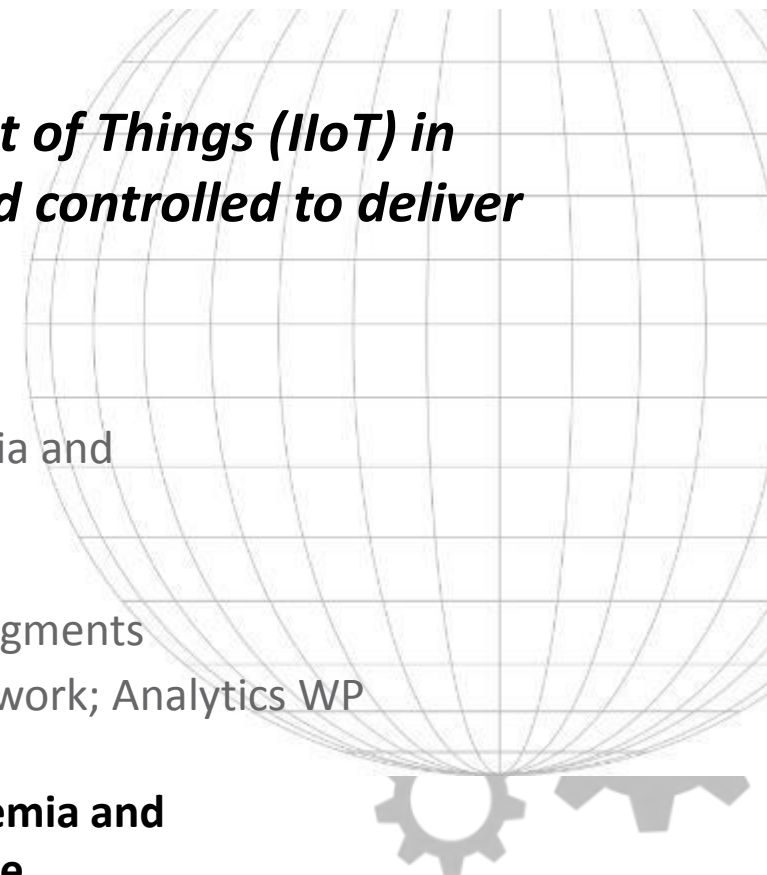 t of Things (IIoT) in
d controlled to deliver
ia and
gments
work; Analytics WP
emia and
e